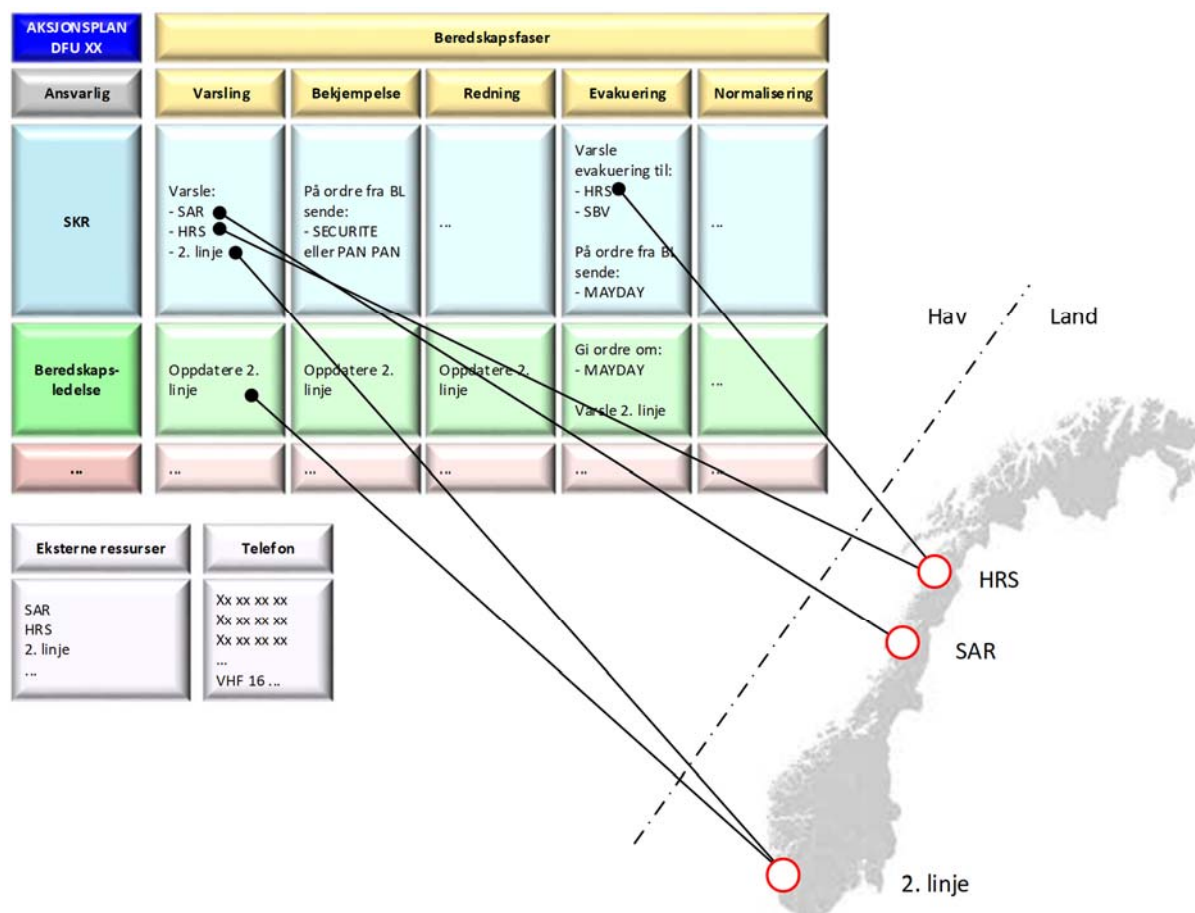 AKSJONSPLAN
DFU XX
Beredskapsfaser
Ansvarlig
Varsling
Bekjempelse
Redning
Evakuering
Normalisering
SKR
Varsle:
- SAR
- HRS
- 2. linje
På ordre fra BL
sende:
- SECURITE
eller PAN PAN
...
Varsle
evakuering til:
- HRS
- SBV
På ordre fra BL
sende:
- MAYDAY
...
Beredskaps-
ledelse
Oppdatere 2.
linje
Oppdatere 2.
linje
Oppdatere 2.
linje
Gi ordre om:
- MAYDAY
Varsle 2. linje
...
...
...
...
...
...
...
Eksterne ressurser
Telefon
SAR
HRS
2. linje
...
Xx xx xx xx
Xx xx xx xx
Xx xx xx xx
...
VHF 16 ...
Hav
Land
HRS
SAR
2. linje